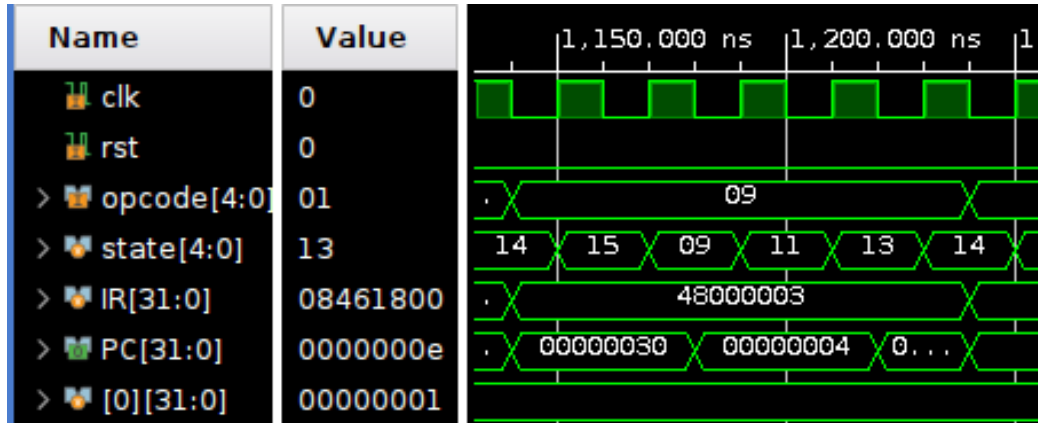 Name Value 1,150.000 ns 1,200.000 ns 1
clk 0
rst 0
opcode[4:0] 01 . 09
state[4:0] 13 14 15 09 11 13 14
IR[31:0] 08461800 . 48000003
PC[31:0] 0000000e . 00000030 00000004 0...
[0][31:0] 00000001